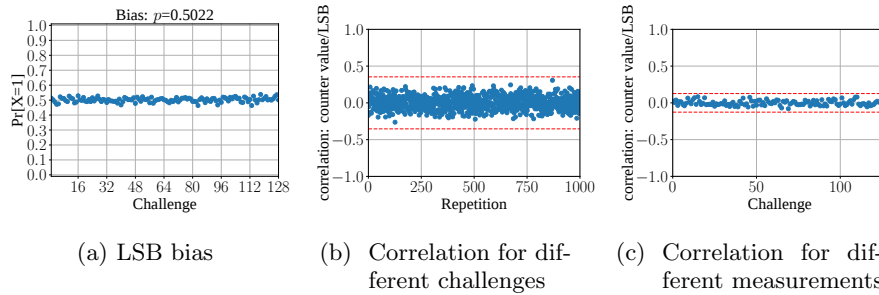 Bias: p=0.5022
Pr[X=1]
1.0
0.9
0.8
0.7
0.6
0.5
0.4
0.3
0.2
0.1
0.0
16 32 48 64 80 96 112 128
Challenge
(a) LSB bias
correlation: counter value/LSB
1.0
0.5
0.0
−0.5
−1.0
0 250 500 750 1000
Repetition
(b) Correlation for dif-
ferent challenges
correlation: counter value/LSB
1.0
0.5
0.0
−0.5
−1.0
0 50 100
Challenge
(c) Correlation for dif-
ferent measurements